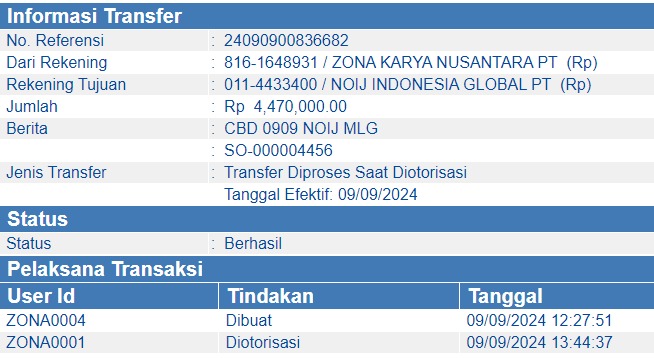 Informasi Transfer
No. Referensi : 24090900836682
Dari Rekening : 816-1648931 / ZONA KARYA NUSANTARA PT (Rp)
Rekening Tujuan : 011-4433400 / NOIJ INDONESIA GLOBAL PT (Rp)
Jumlah : Rp 4,470,000.00
Berita : CBD 0909 NOIJ MLG
: SO-000004456
Jenis Transfer : Transfer Diproses Saat Diotorisasi
Tanggal Efektif: 09/09/2024
Status
Status : Berhasil
Pelaksana Transaksi
User Id Tindakan Tanggal
ZONA0004 Dibuat 09/09/2024 12:27:51
ZONA0001 Diotorisasi 09/09/2024 13:44:37